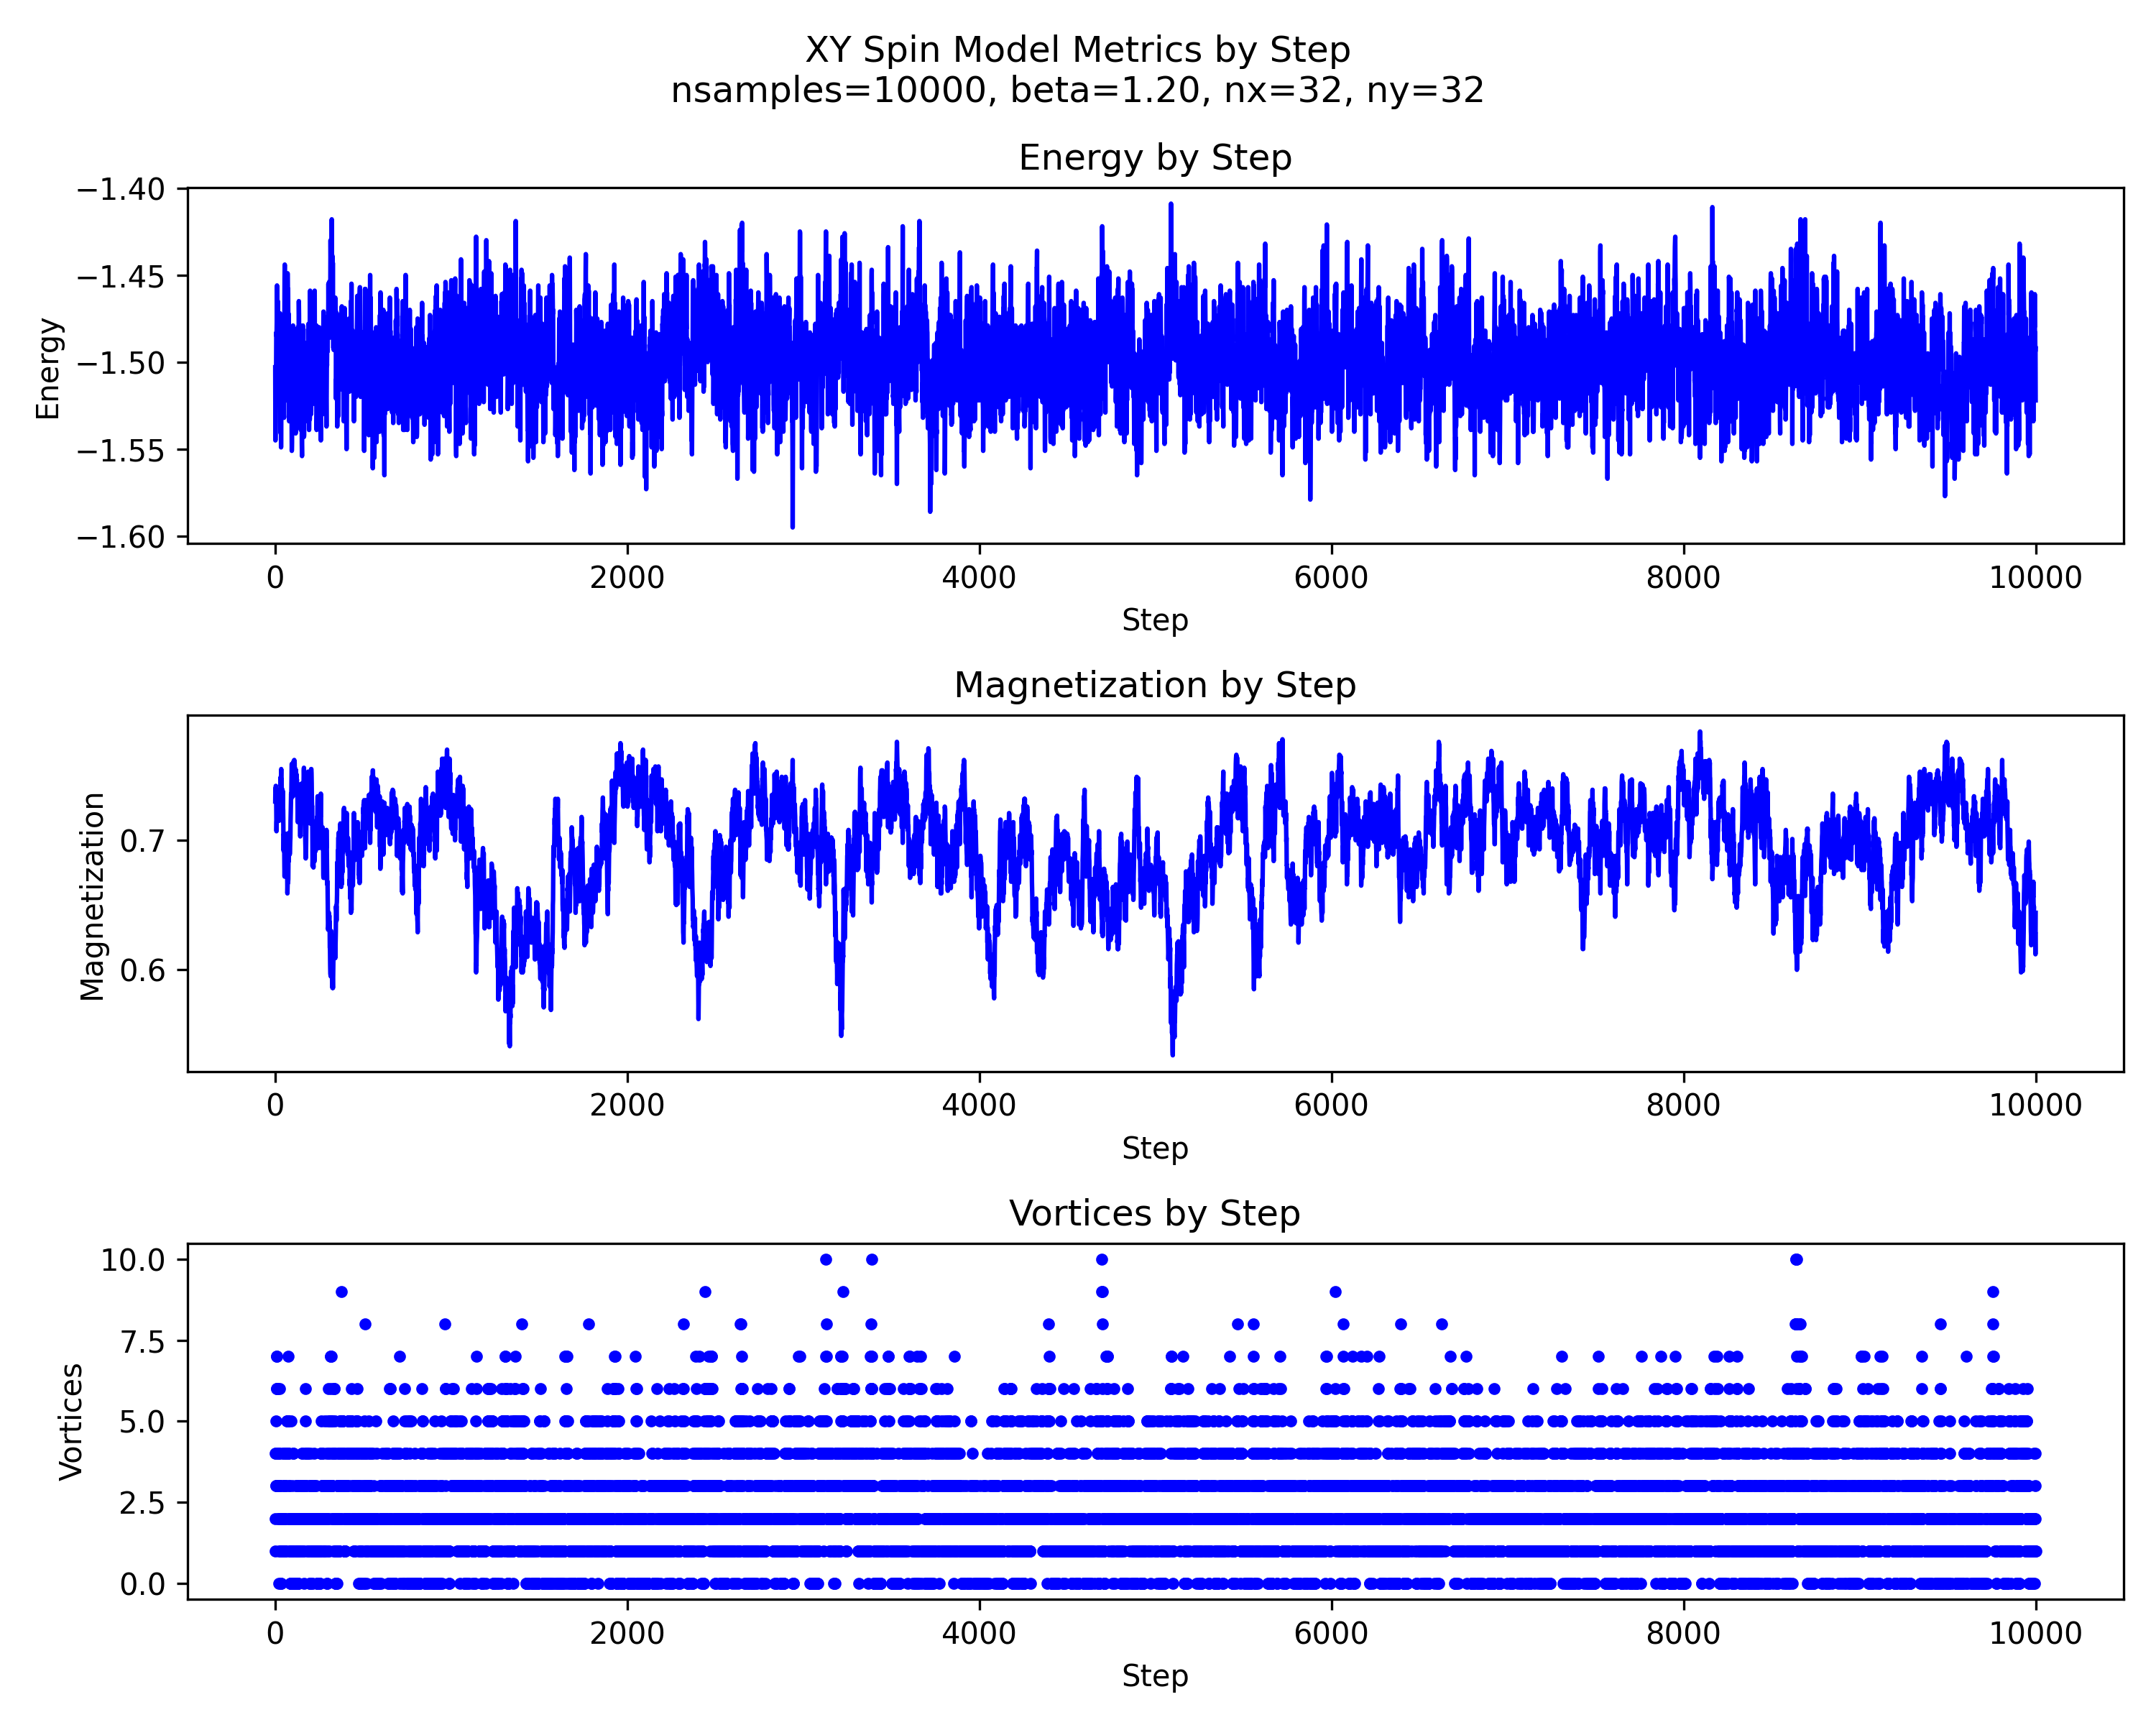 XY Spin Model Metrics by Step
nsamples=10000, beta=1.20, nx=32, ny=32
Energy by Step
−1.40
−1.45
−1.50
−1.55
−1.60
Energy
0 2000 4000 6000 8000 10000
Step
Magnetization by Step
0.7
0.6
Magnetization
0 2000 4000 6000 8000 10000
Step
Vortices by Step
10.0
7.5
5.0
2.5
0.0
Vortices
0 2000 4000 6000 8000 10000
Step